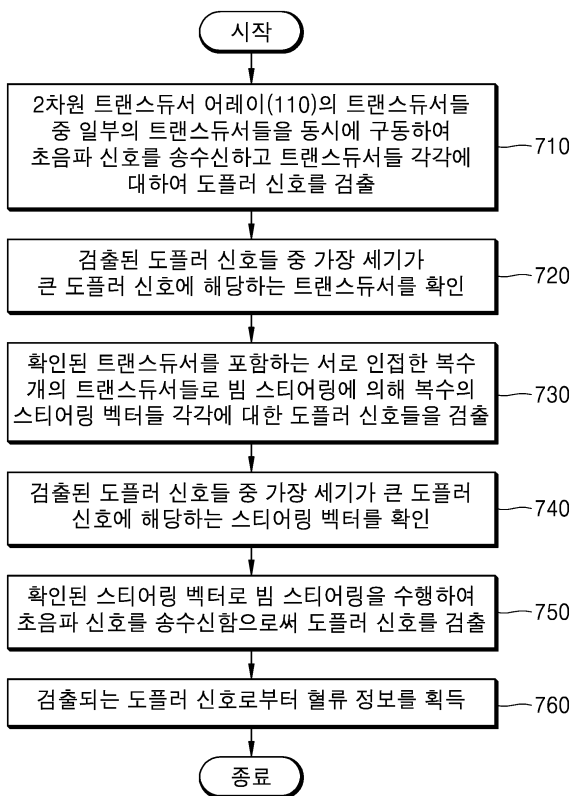 시작
2차원 트랜스듀서 어레이(110)의 트랜스듀서들
중 일부의 트랜스듀서들을 동시에 구동하여
초음파 신호를 송수신하고 트랜스듀서들 각각에
대하여 도플러 신호를 검출
710
검출된 도플러 신호들 중 가장 세기가
큰 도플러 신호에 해당하는 트랜스듀서를 확인
720
확인된 트랜스듀서를 포함하는 서로 인접한 복수
개의 트랜스듀서들로 빔 스티어링에 의해 복수의
스티어링 벡터들 각각에 대한 도플러 신호들을 검출
730
검출된 도플러 신호들 중 가장 세기가 큰 도플러
신호에 해당하는 스티어링 벡터를 확인
740
확인된 스티어링 벡터로 빔 스티어링을 수행하여
초음파 신호를 송수신함으로써 도플러 신호를 검출
750
검출되는 도플러 신호로부터 혈류 정보를 획득
760
종료